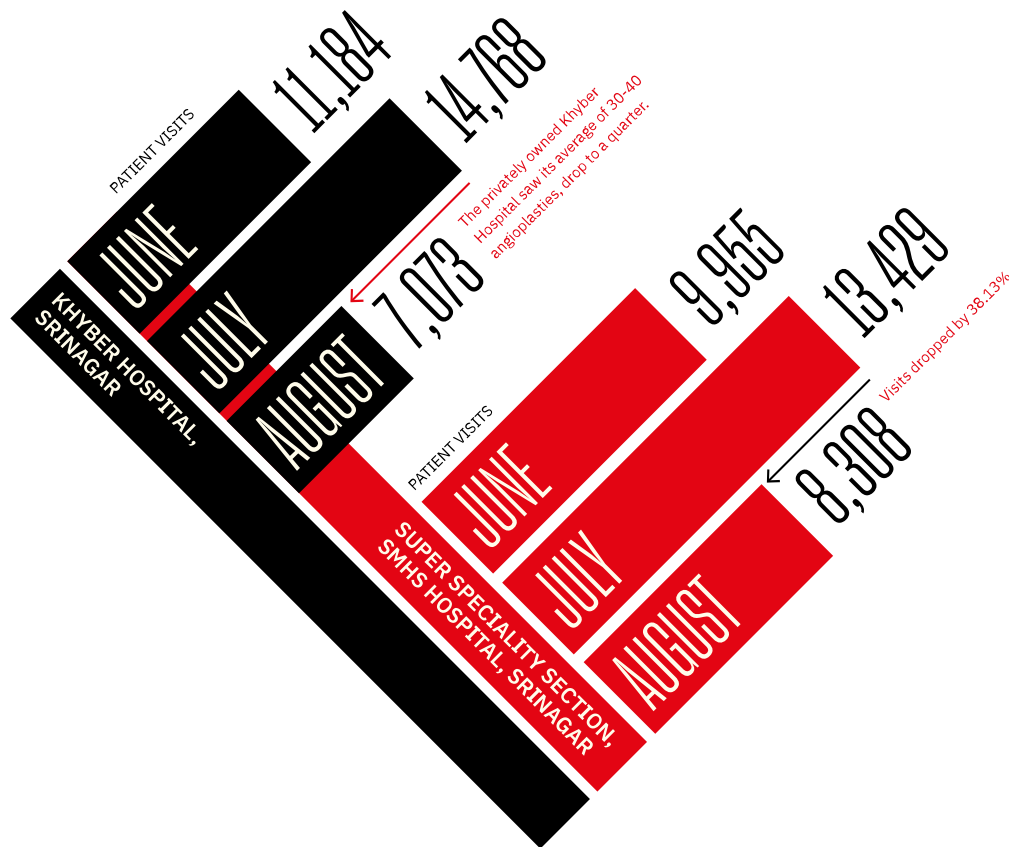 PATIENT VISITS
11,184
JUNE
14,768
JULY
The privately owned Khyber
Hospital saw its average of 30-40
angioplasties, drop to a quarter.
7,073
AUGUST
KHYBER HOSPITAL,
SRINAGAR
PATIENT VISITS
9,955
JUNE
13,429
JULY
Visits dropped by 38.13%
8,308
AUGUST
SUPER SPECIALITY SECTION,
SMHS HOSPITAL, SRINAGAR